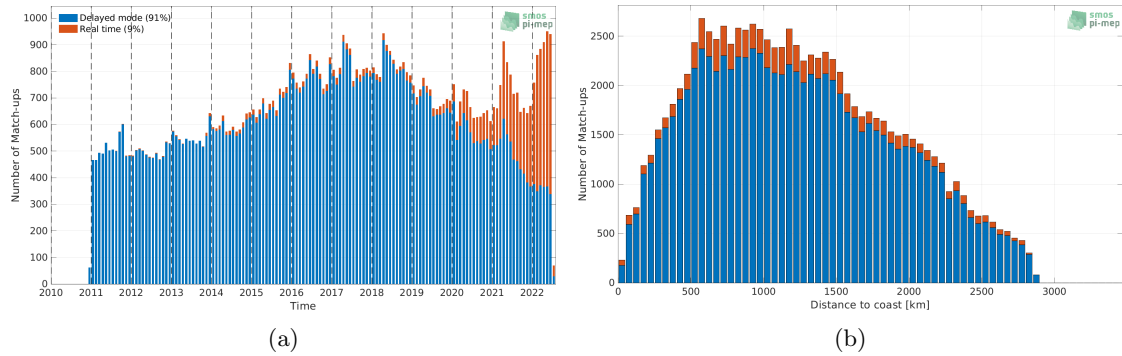 Delayed mode (91%)
Real time (9%)
smos
pi-mep
Number of Match-ups
1000
900
800
700
600
500
400
300
200
100
0
2010 2011 2012 2013 2014 2015 2016 2017 2018 2019 2020 2021 2022
Time
(a)
smos
pi-mep
Number of Match-ups
2500
2000
1500
1000
500
0
0 500 1000 1500 2000 2500 3000
Distance to coast [km]
(b)